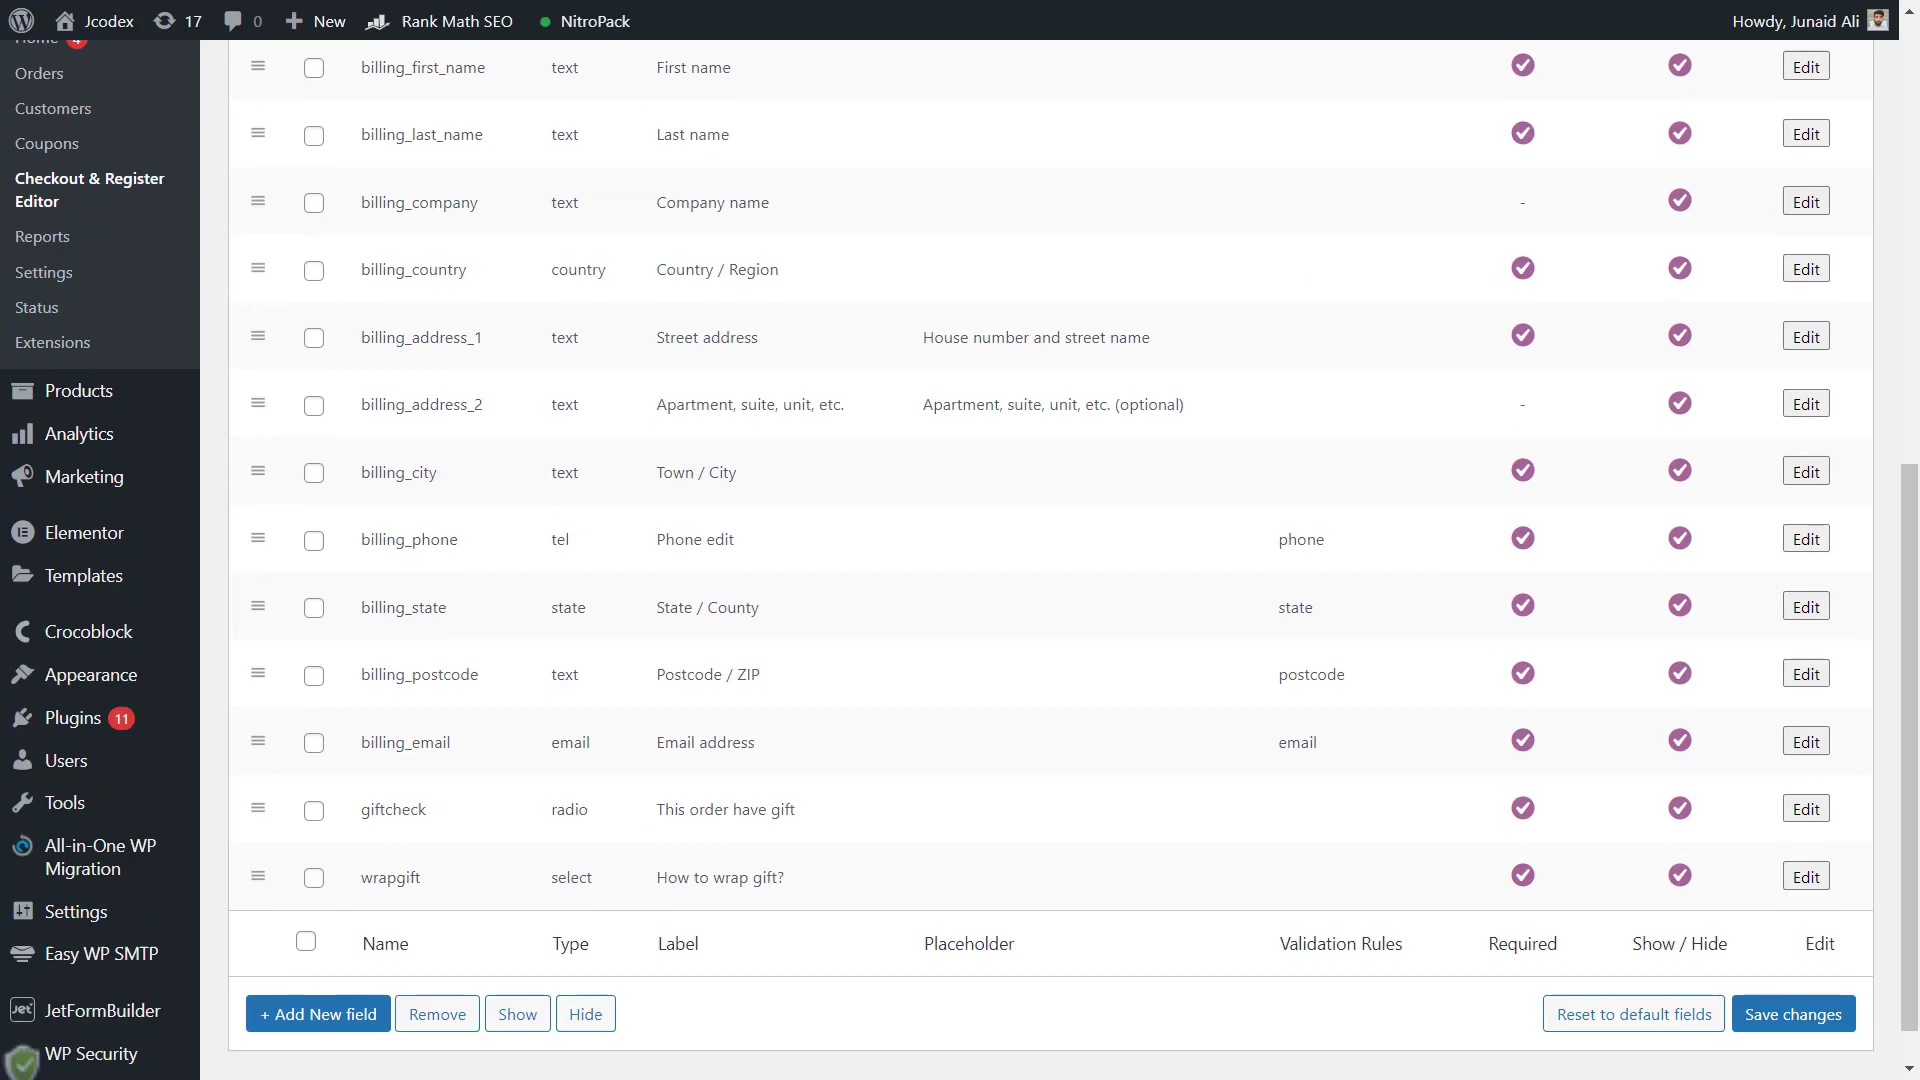 Jcodex
17
0
New
Rank Math SEO
NitroPack
Howdy, Junaid Ali
Home 4
Orders
Customers
Coupons
Checkout & Register
Editor
Reports
Settings
Status
Extensions
Products
Analytics
Marketing
Elementor
Templates
Crocoblock
Appearance
Plugins 11
Users
Tools
All-in-One WP
Migration
Settings
Easy WP SMTP
JetFormBuilder
WP Security
billing_first_name text First name Edit
billing_last_name text Last name Edit
billing_company text Company name - Edit
billing_country country Country / Region Edit
billing_address_1 text Street address House number and street name Edit
billing_address_2 text Apartment, suite, unit, etc. Apartment, suite, unit, etc. (optional) - Edit
billing_city text Town / City Edit
billing_phone tel Phone edit phone Edit
billing_state state State / County state Edit
billing_postcode text Postcode / ZIP postcode Edit
billing_email email Email address email Edit
giftcheck radio This order have gift Edit
wrapgift select How to wrap gift? Edit
Name Type Label Placeholder Validation Rules Required Show / Hide Edit
+ Add New field Remove Show Hide Reset to default fields Save changes